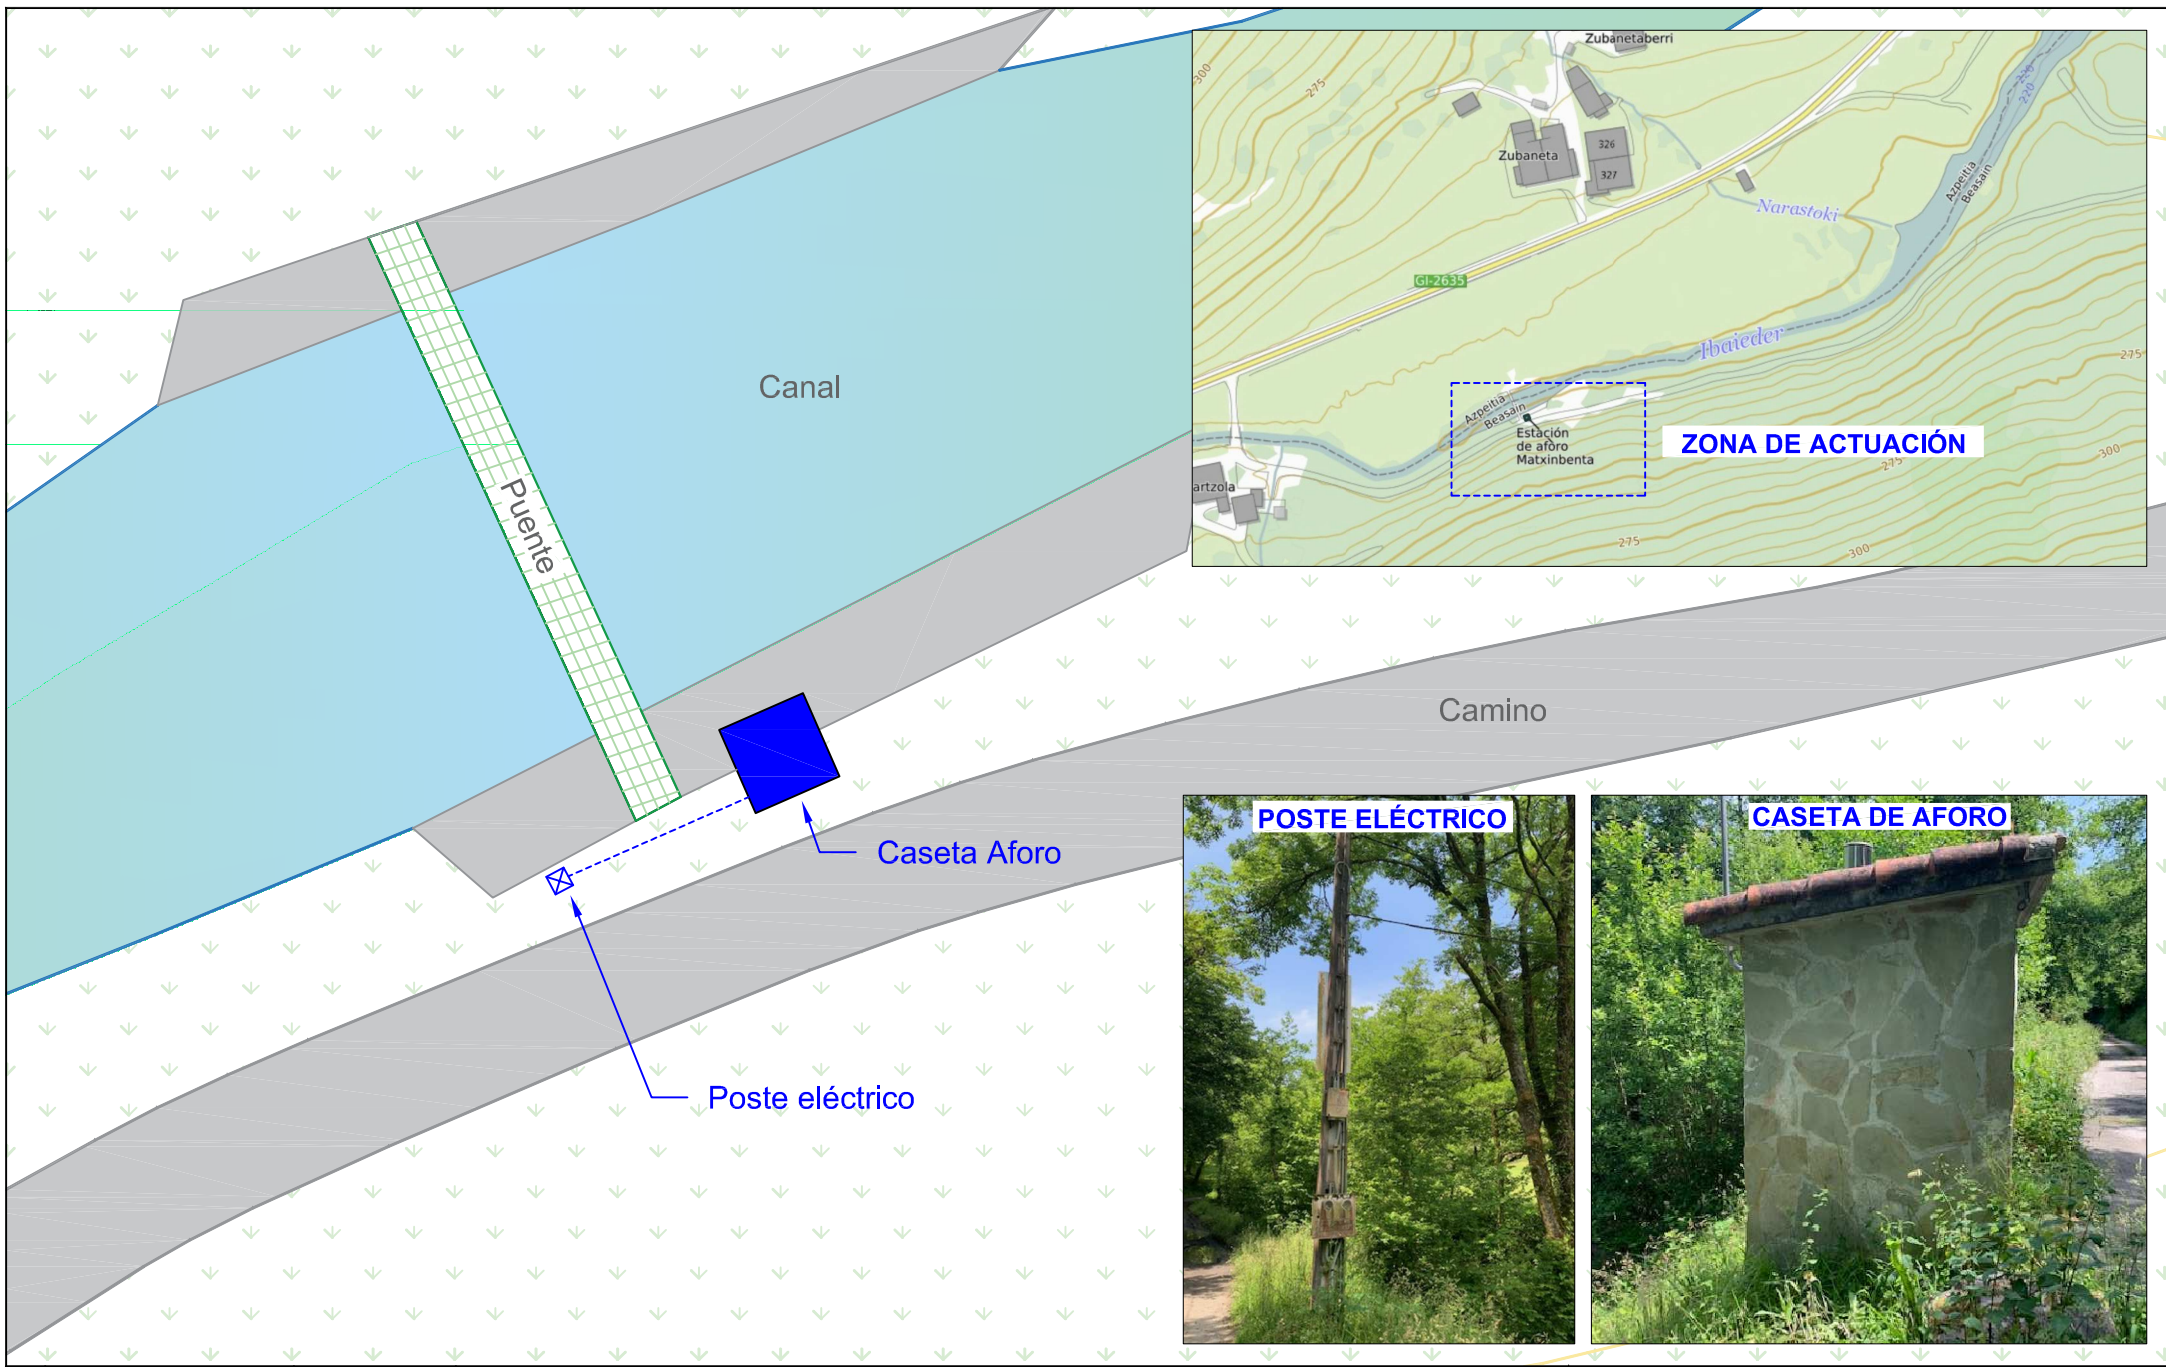 Canal
Puente
Camino
Caseta Aforo
Poste eléctrico
Zubanetaberri
300
275
220
220
Zubaneta
326
327
Azpeitia
Beasain
Narastoki
GI-2635
Ibaieder
Azpeitia
Beasain
Estación
de aforo
Matxinbenta
ZONA DE ACTUACIÓN
275
275
300
artzola
275
300
POSTE ELÉCTRICO
CASETA DE AFORO